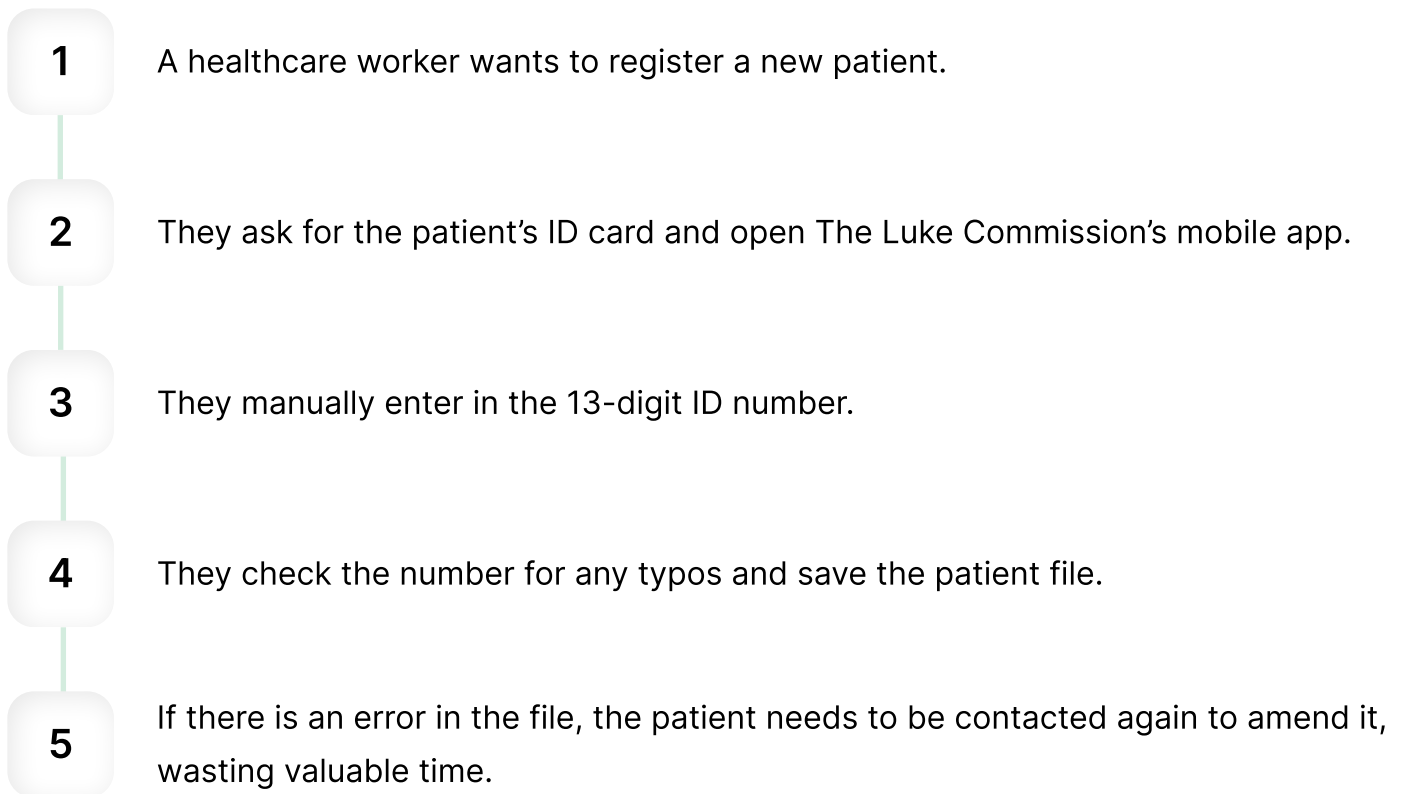 1
A healthcare worker wants to register a new patient.
2
They ask for the patient’s ID card and open The Luke Commission’s mobile app.
3
They manually enter in the 13-digit ID number.
4
They check the number for any typos and save the patient file.
5
If there is an error in the file, the patient needs to be contacted again to amend it,
wasting valuable time.